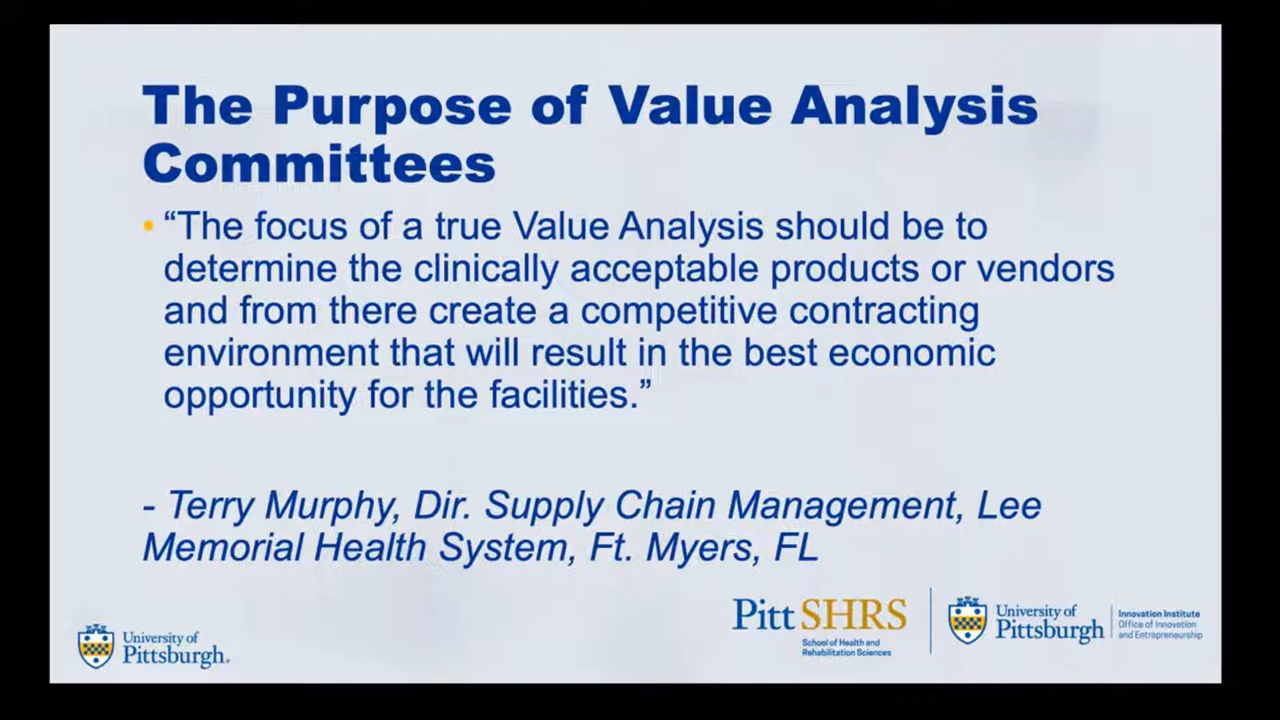 The Purpose of Value Analysis
Committees
• “The focus of a true Value Analysis should be to
determine the clinically acceptable products or vendors
and from there create a competitive contracting
environment that will result in the best economic
opportunity for the facilities.”
- Terry Murphy, Dir. Supply Chain Management, Lee
Memorial Health System, Ft. Myers, FL
University of
Pittsburgh.
Pitt SHRS
School of Health and
Rehabilitation Sciences
University of
Pittsburgh
Innovation Institute
Office of Innovation
and Entrepreneurship